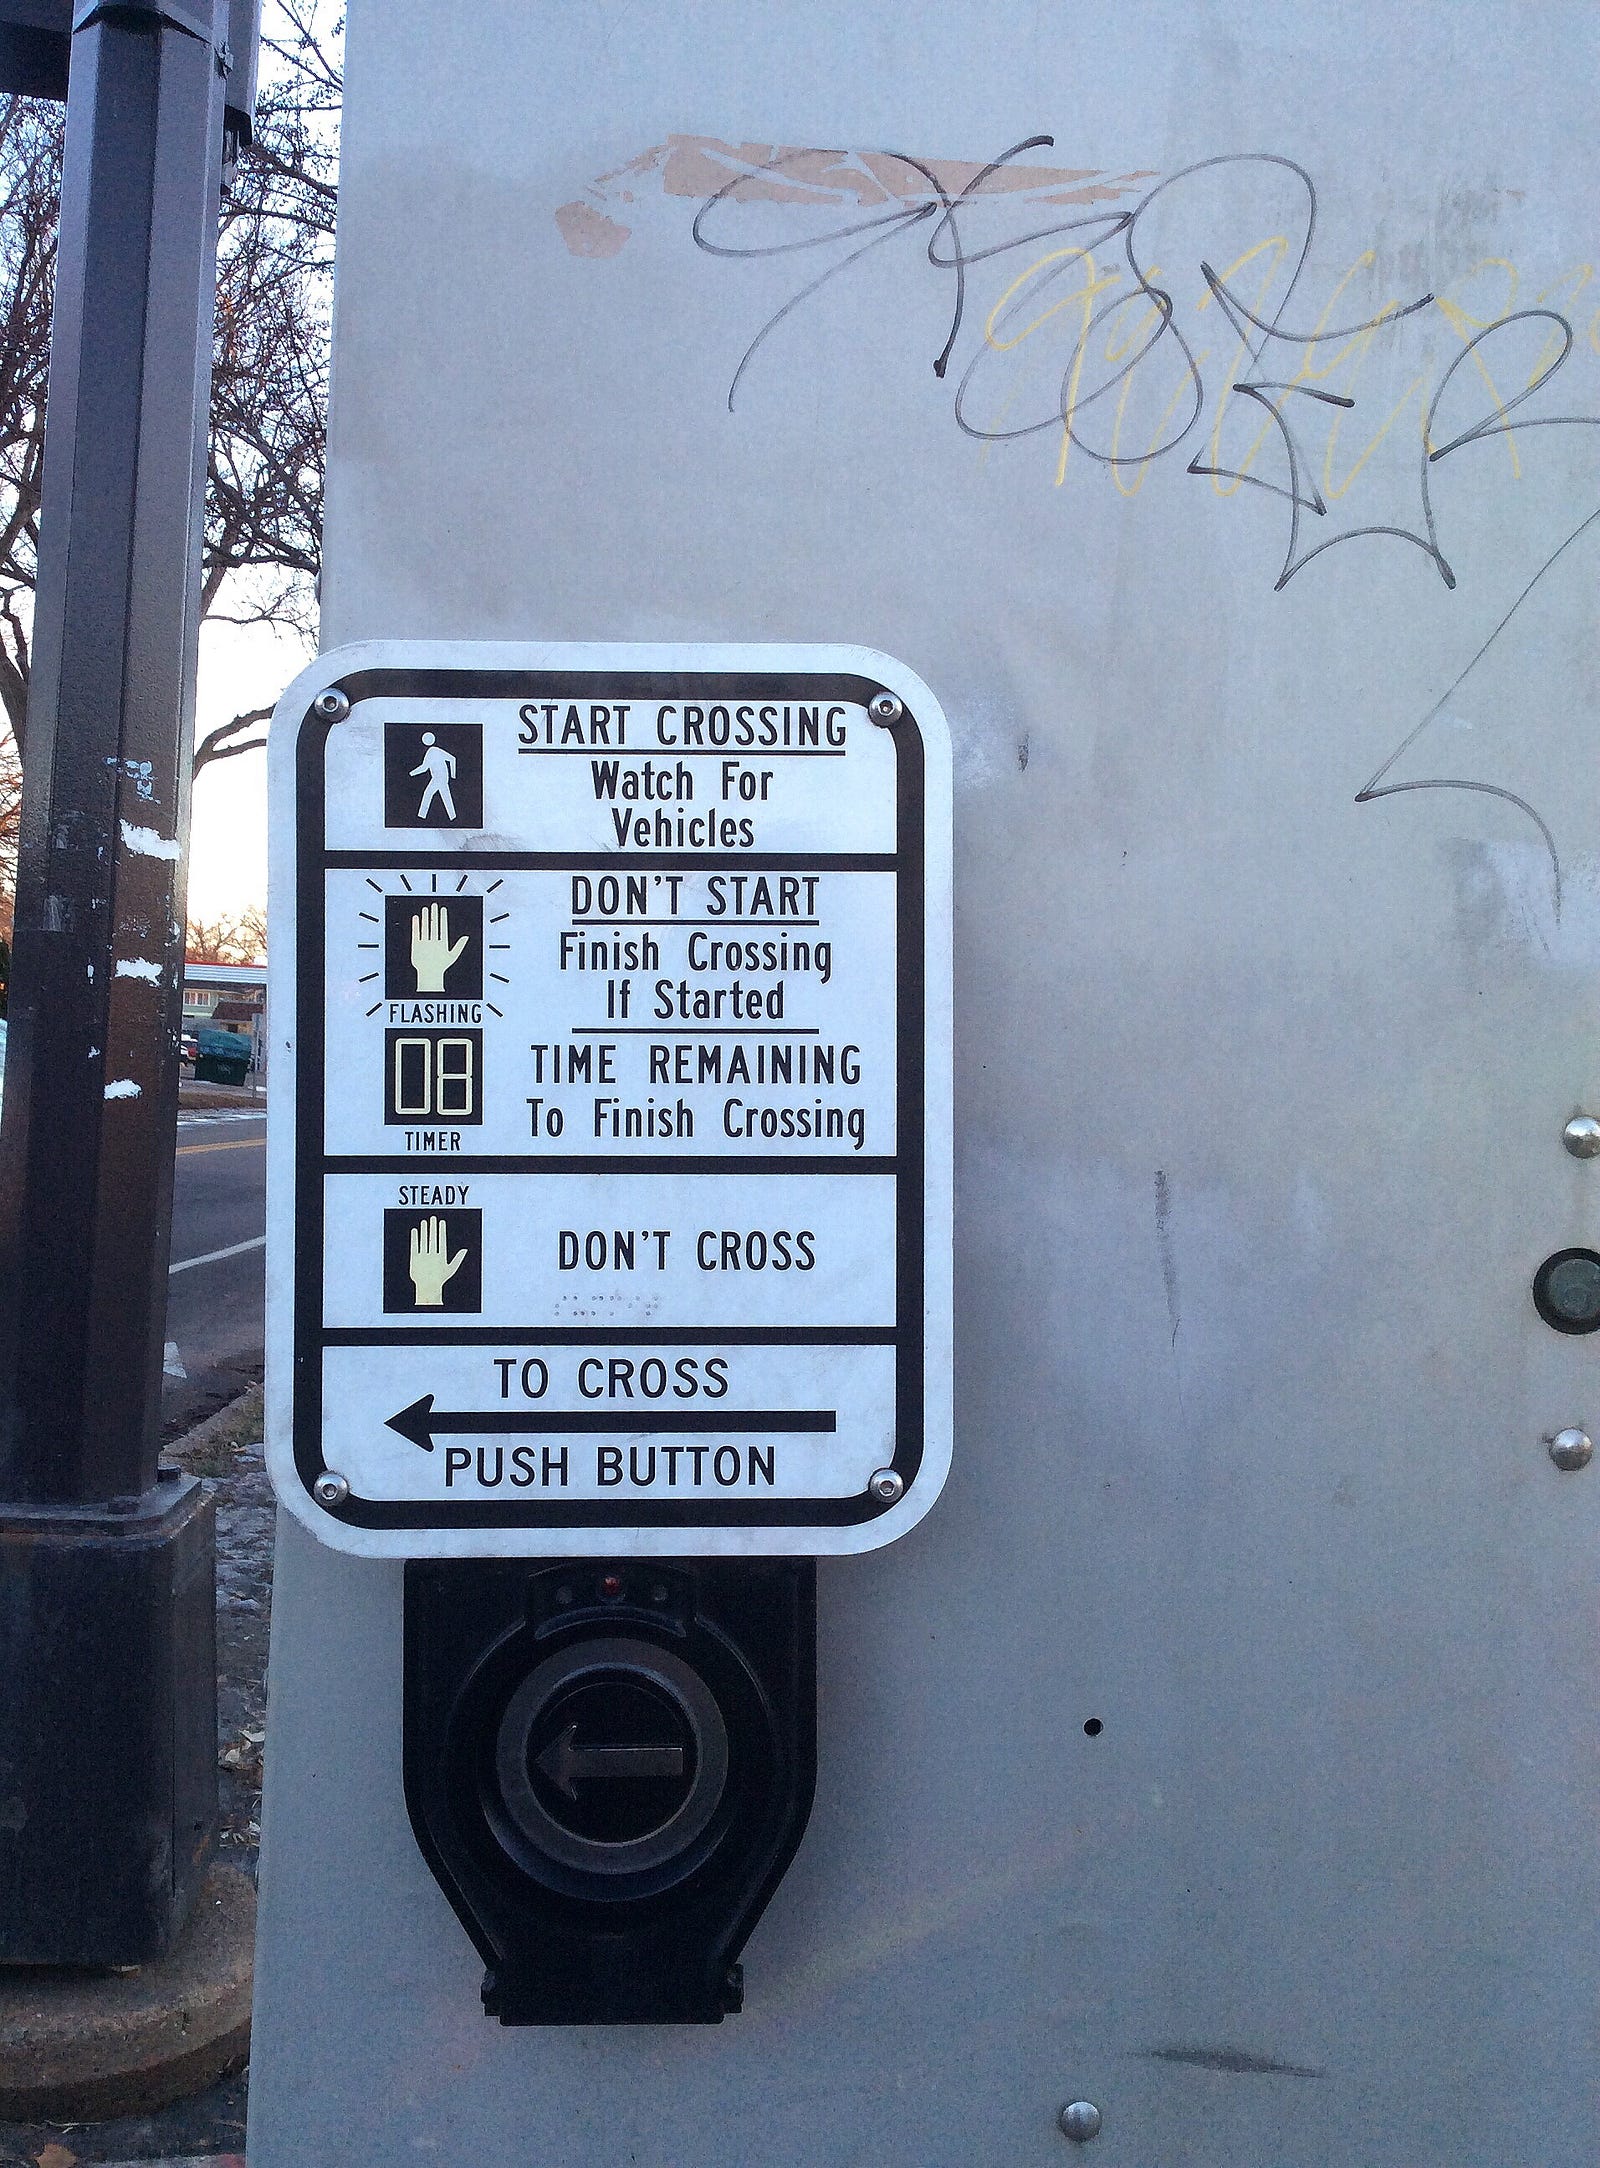 START CROSSING
Watch For
Vehicles
DON'T START
Finish Crossing
If Started
FLASHING
08
TIME REMAINING
To Finish Crossing
TIMER
STEADY
DON'T CROSS
TO CROSS
PUSH BUTTON